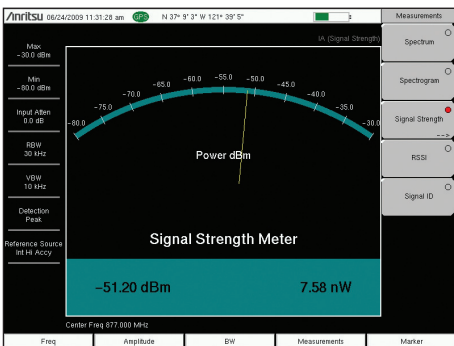 Anritsu 06/24/2009 11:31:28 am GPS N 37° 9' 3" W 121° 39' 5"
Measurements
IA (Signal Strength)
Max
-30.0 dBm
Min
-80.0 dBm
Input Atten
0.0 dB
RBW
30 kHz
VBW
10 kHz
Detection
Peak
Reference Source
Int Hi Accy
-80.0 -75.0 -70.0 -65.0 -60.0 -55.0 -50.0 -45.0 -40.0 -35.0 -30.0
Power dBm
Signal Strength Meter
-51.20 dBm 7.58 nW
Center Freq 877.000 MHz
Spectrum
Spectrogram
Signal Strength
-->
RSSI
Signal ID
Freq Amplitude BW Measurements Marker